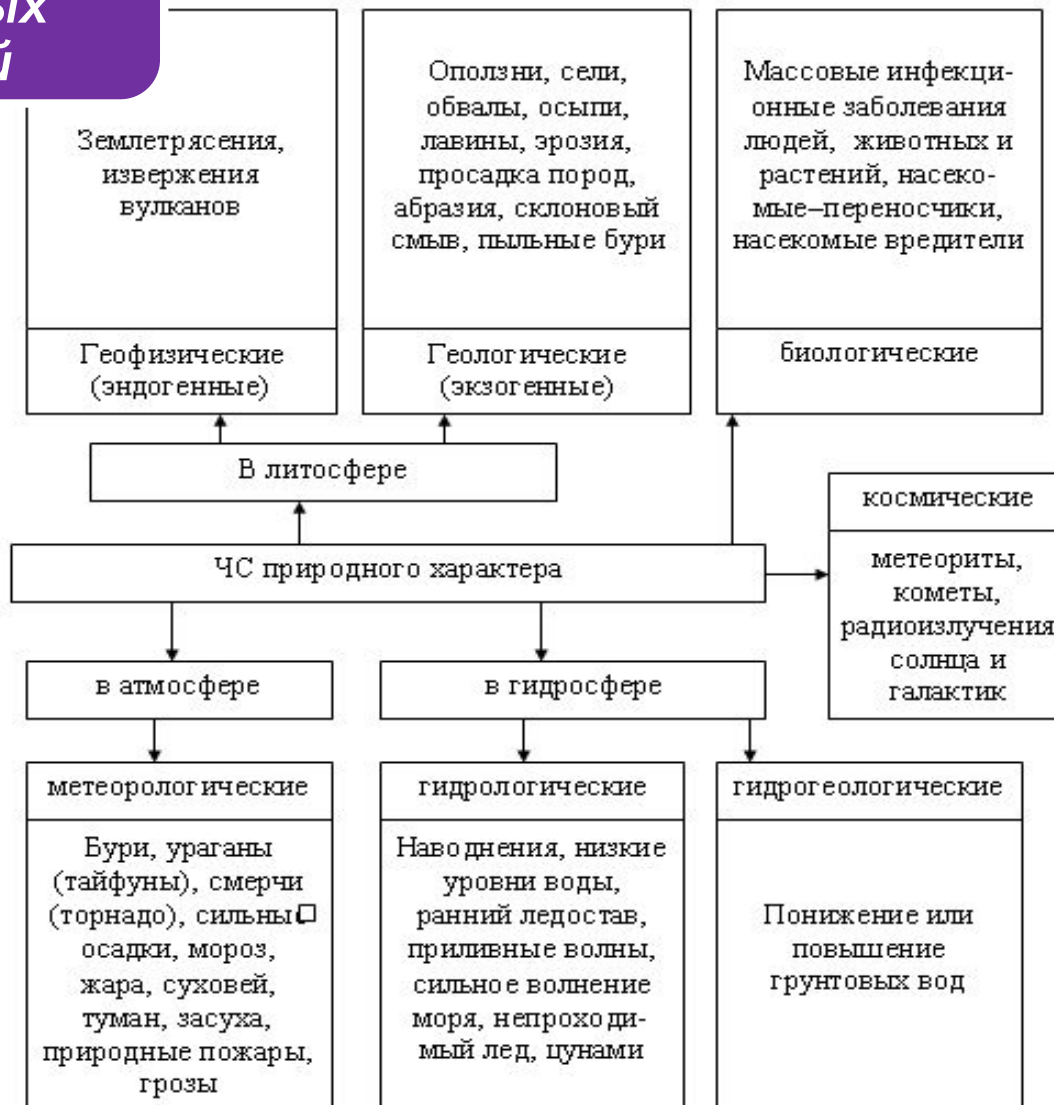 Землетрясения,
извержения
вулканов
Геофизические
(эндогенные)
Оползни, сели,
обвалы, осыпи,
лавины, эрозия,
просадка пород,
абразия, склоновый
смыв, пыльные бури
Геологические
(экзогенные)
Массовые инфекци-
онные заболевания
людей, животных и
растений, насеко-
мые–переносчики,
насекомые вредители
биологические
В литосфере
космические
метеориты,
кометы,
радиоизлучения
солнца и
галактик
ЧС природного характера
в атмосфере
в гидросфере
метеорологические
Бури, ураганы
(тайфуны), смерчи
(торнадо),
осадки, мороз,
жара, суховей,
туман, засуха,
природные пожары,
грозы
гидрологические
Наводнения, низкие
уровни воды,
ранний ледостав,
приливные волны,
сильное волнение
моря, непроходи-
мый лед, цунами
гидрогеологические
Понижение или
повышение
грунтовых вод